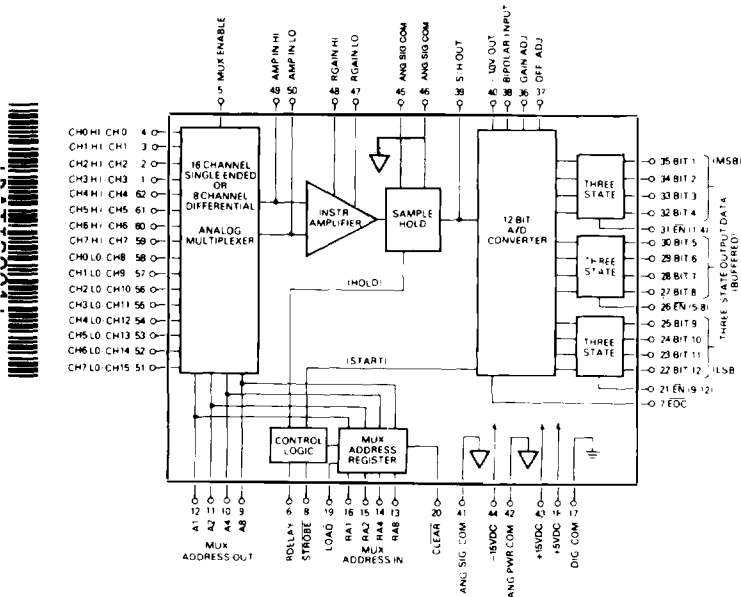 5 MUX ENABLE
49 AMP IN HI
50 AMP IN LO
48 RGAIN HI
47 RGAIN LO
45 ANG SIG COM
46 ANG SIG COM
39 S/H OUT
40 -10V OUT
38 BIPOLAR INPUT
36 GAIN ADJ
37 OFF ADJ
CH0 HI CH0 4
CH1 HI CH1 3
CH2 HI CH2 2
CH3 HI CH3 1
CH4 HI CH4 62
CH5 HI CH5 61
CH6 HI CH6 60
CH7 HI CH7 59
CH0 LO CH8 58
CH1 LO CH9 57
CH2 LO CH10 56
CH3 LO CH11 55
CH4 LO CH12 54
CH5 LO CH13 53
CH6 LO CH14 52
CH7 LO CH15 51
16 CHANNEL
SINGLE ENDED
OR
8 CHANNEL
DIFFERENTIAL
ANALOG
MULTIPLEXER
INSTR
AMPLIFIER
SAMPLE
HOLD
12 BIT
A/D
CONVERTER
THREE
STATE
THREE
STATE
THREE
STATE
35 BIT 1 (MSB)
34 BIT 2
33 BIT 3
32 BIT 4
31 EN (1-4)
30 BIT 5
29 BIT 6
28 BIT 7
27 BIT 8
26 EN (5-8)
25 BIT 9
24 BIT 10
23 BIT 11
22 BIT 12 (LSB
21 EN (9-12)
7 EOC
THREE STATE OUTPUT DATA
(BUFFERED)
(HOLD)
(START)
CONTROL
LOGIC
MUX
ADDRESS
REGISTER
12 A1
11 A2
10 A4
9 A8
MUX
ADDRESS OUT
6 RDELAY
8 STROBE
19 LOAD
16 RA1
15 RA2
14 RA4
13 RA8
MUX
ADDRESS IN
20 CLEAR
41 ANG SIG COM
44 -15VDC
42 ANG PWR COM
43 +15VDC
18 +5VDC
17 DIG COM